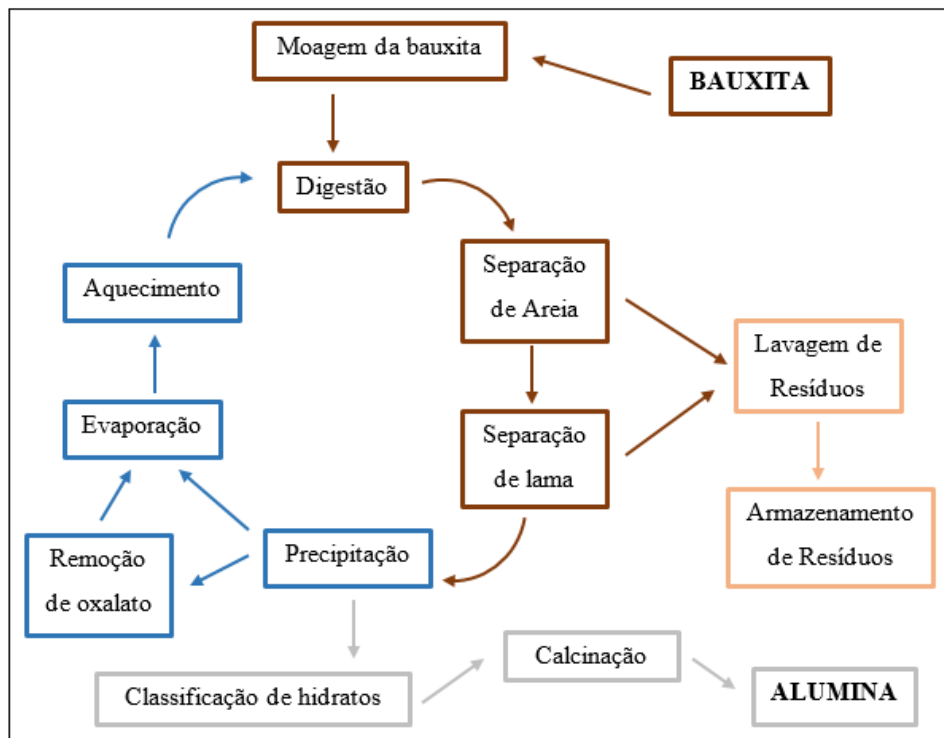 Moagem da bauxita
BAUXITA
Digestão
Separação
de Areia
Aquecimento
Lavagem de
Resíduos
Evaporação
Separação
de lama
Armazenamento
de Resíduos
Remoção
de oxalato
Precipitação
Calcinação
Classificação de hidratos
ALUMINA